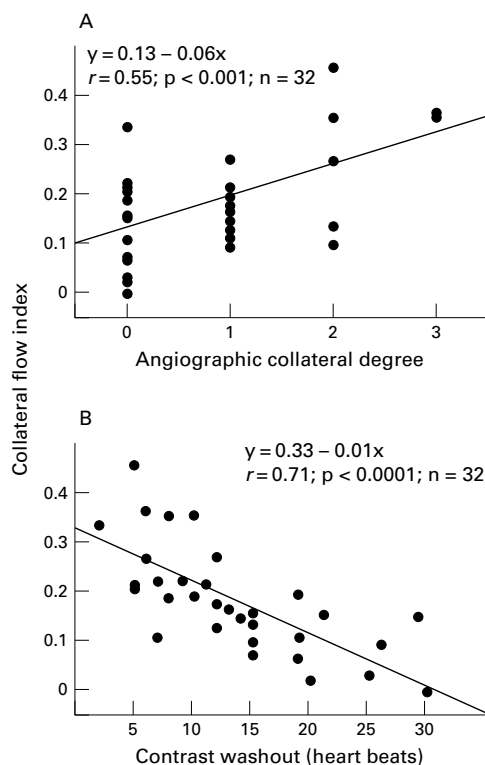 A
y = 0.13 – 0.06x
r = 0.55; p < 0.001; n = 32
0.4
0.3
0.2
0.1
0
0 1 2 3
Angiographic collateral degree
Collateral flow index
B
y = 0.33 – 0.01x
r = 0.71; p < 0.0001; n = 32
0.4
0.3
0.2
0.1
0
5 10 15 20 25 30
Contrast washout (heart beats)